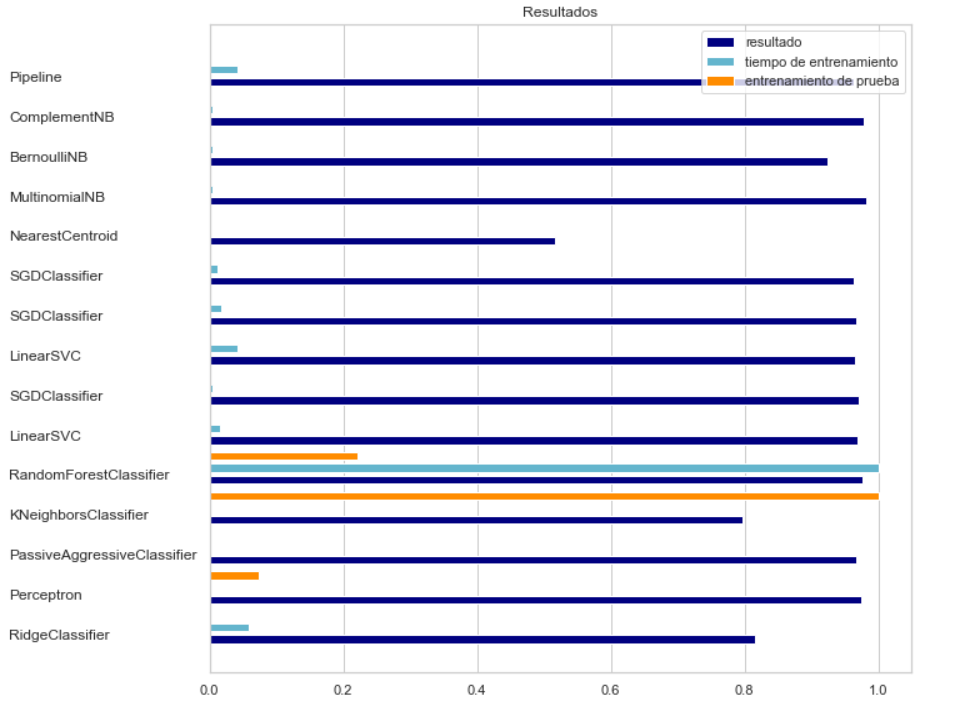 Resultados
resultado
tiempo de entrenamiento
entrenamiento de prueba
Pipeline
ComplementNB
BernoulliNB
MultinomialNB
NearestCentroid
SGDClassifier
SGDClassifier
LinearSVC
SGDClassifier
LinearSVC
RandomForestClassifier
KNeighborsClassifier
PassiveAggressiveClassifier
Perceptron
RidgeClassifier
0.0 0.2 0.4 0.6 0.8 1.0